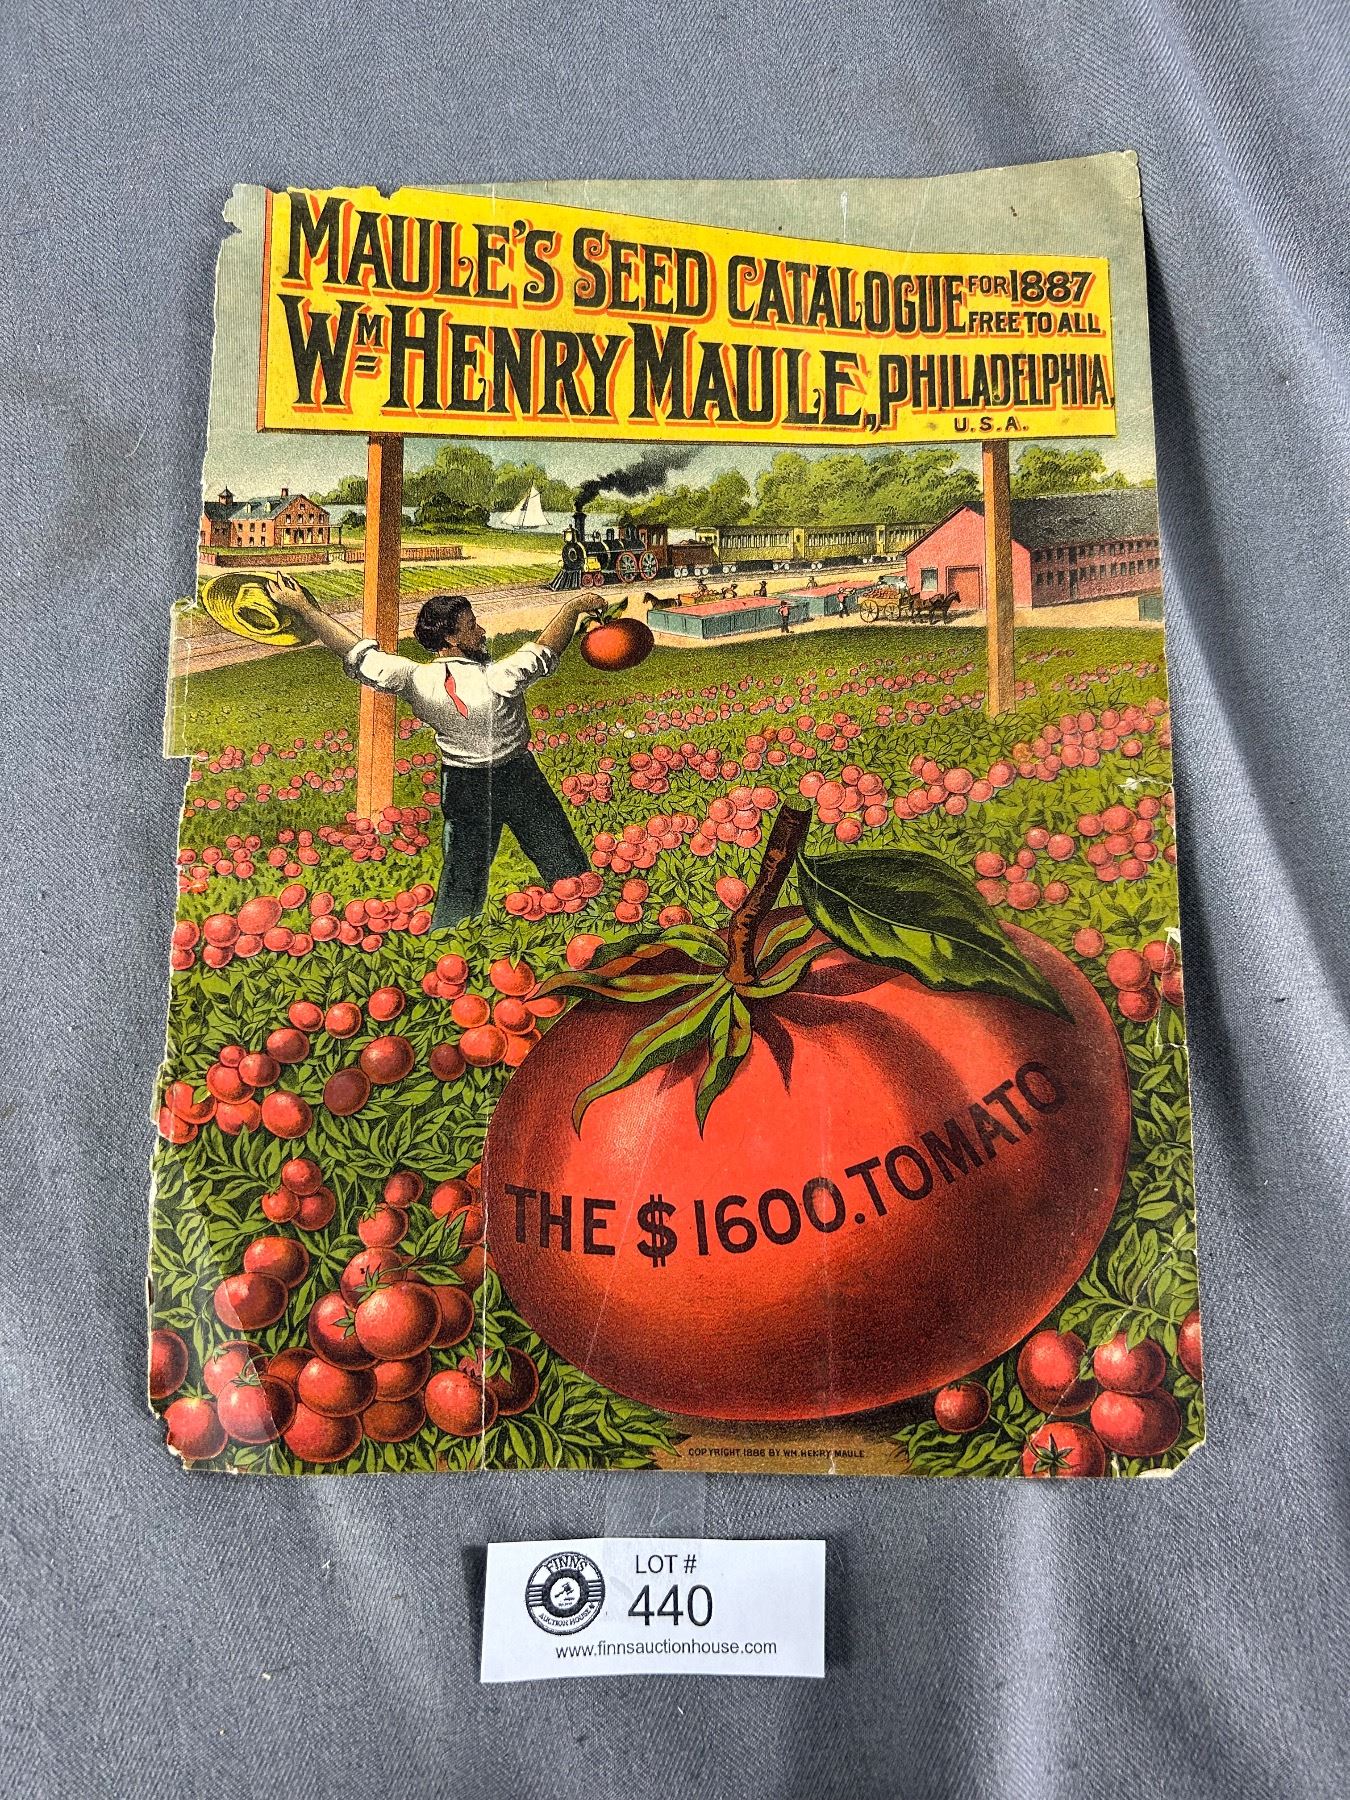 MAULE'S SEED CATALOGUE FOR 1887
FREE TO ALL
WM HENRY MAULE, PHILADELPHIA,
U.S.A.
THE $1600. TOMATO
COPYRIGHT 1886 BY WM. HENRY MAULE
FINNS
AUCTION HOUSE
LOT #
440
www.finnsauctionhouse.com